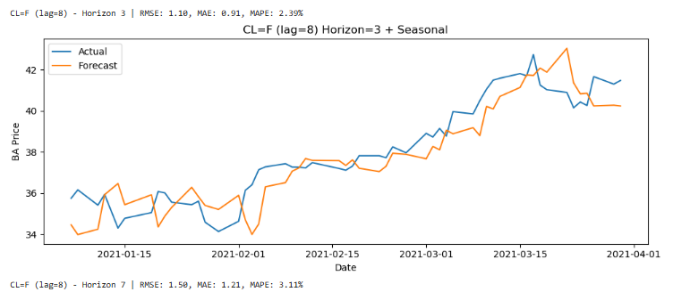 CL=F (lag=8) - Horizon 3 | RMSE: 1.10, MAE: 0.91, MAPE: 2.39%
CL=F (lag=8) Horizon=3 + Seasonal
Actual
Forecast
42
40
38
36
34
BA Price
2021-01-15
2021-02-01
2021-02-15
2021-03-01
2021-03-15
2021-04-01
Date
CL=F (lag=8) - Horizon 7 | RMSE: 1.50, MAE: 1.21, MAPE: 3.11%